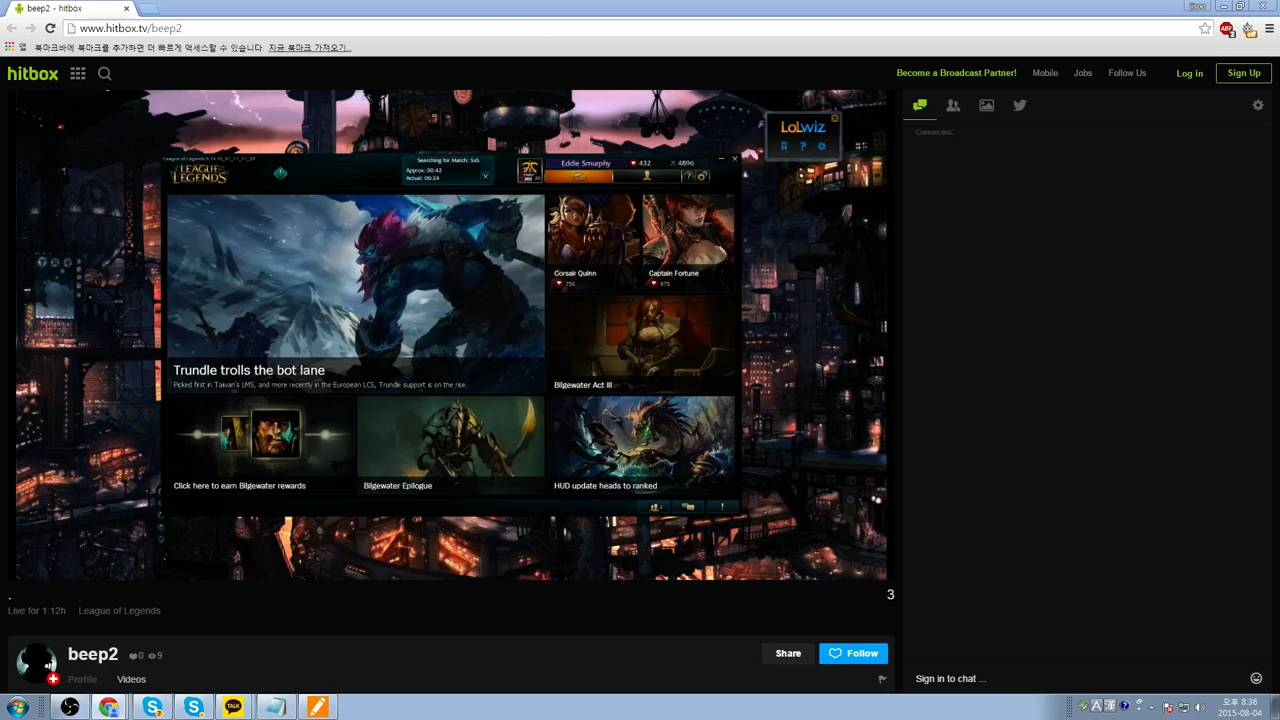 beep2 - hitbox
www.hitbox.tv/beep2
앱 북마크바에 북마크를 추가하면 더 빠르게 액세스할 수 있습니다. 지금 북마크 가져오기...
hitbox
Become a Broadcast Partner!
Mobile
Jobs
Follow Us
Log in
Sign Up
Connected.
LoLwiz
LEAGUE OF LEGENDS
Searching for Match: 5x5
Approx: 00:42
Actual: 00:24
Eddie Smurphy
432
4896
Corsair Quinn
750
Captain Fortune
675
Trundle trolls the bot lane
Picked first in Taiwan's LMS, and more recently in the European LCS, Trundle support is on the rise.
Bilgewater Act III
Click here to earn Bilgewater rewards
Bilgewater Epilogue
HUD update heads to ranked
.
3
Live for 1:12h
League of Legends
beep2
0
9
Share
Follow
Profile
Videos
Sign in to chat ...
TALK
A 漢
오후 8:36
2015-08-04